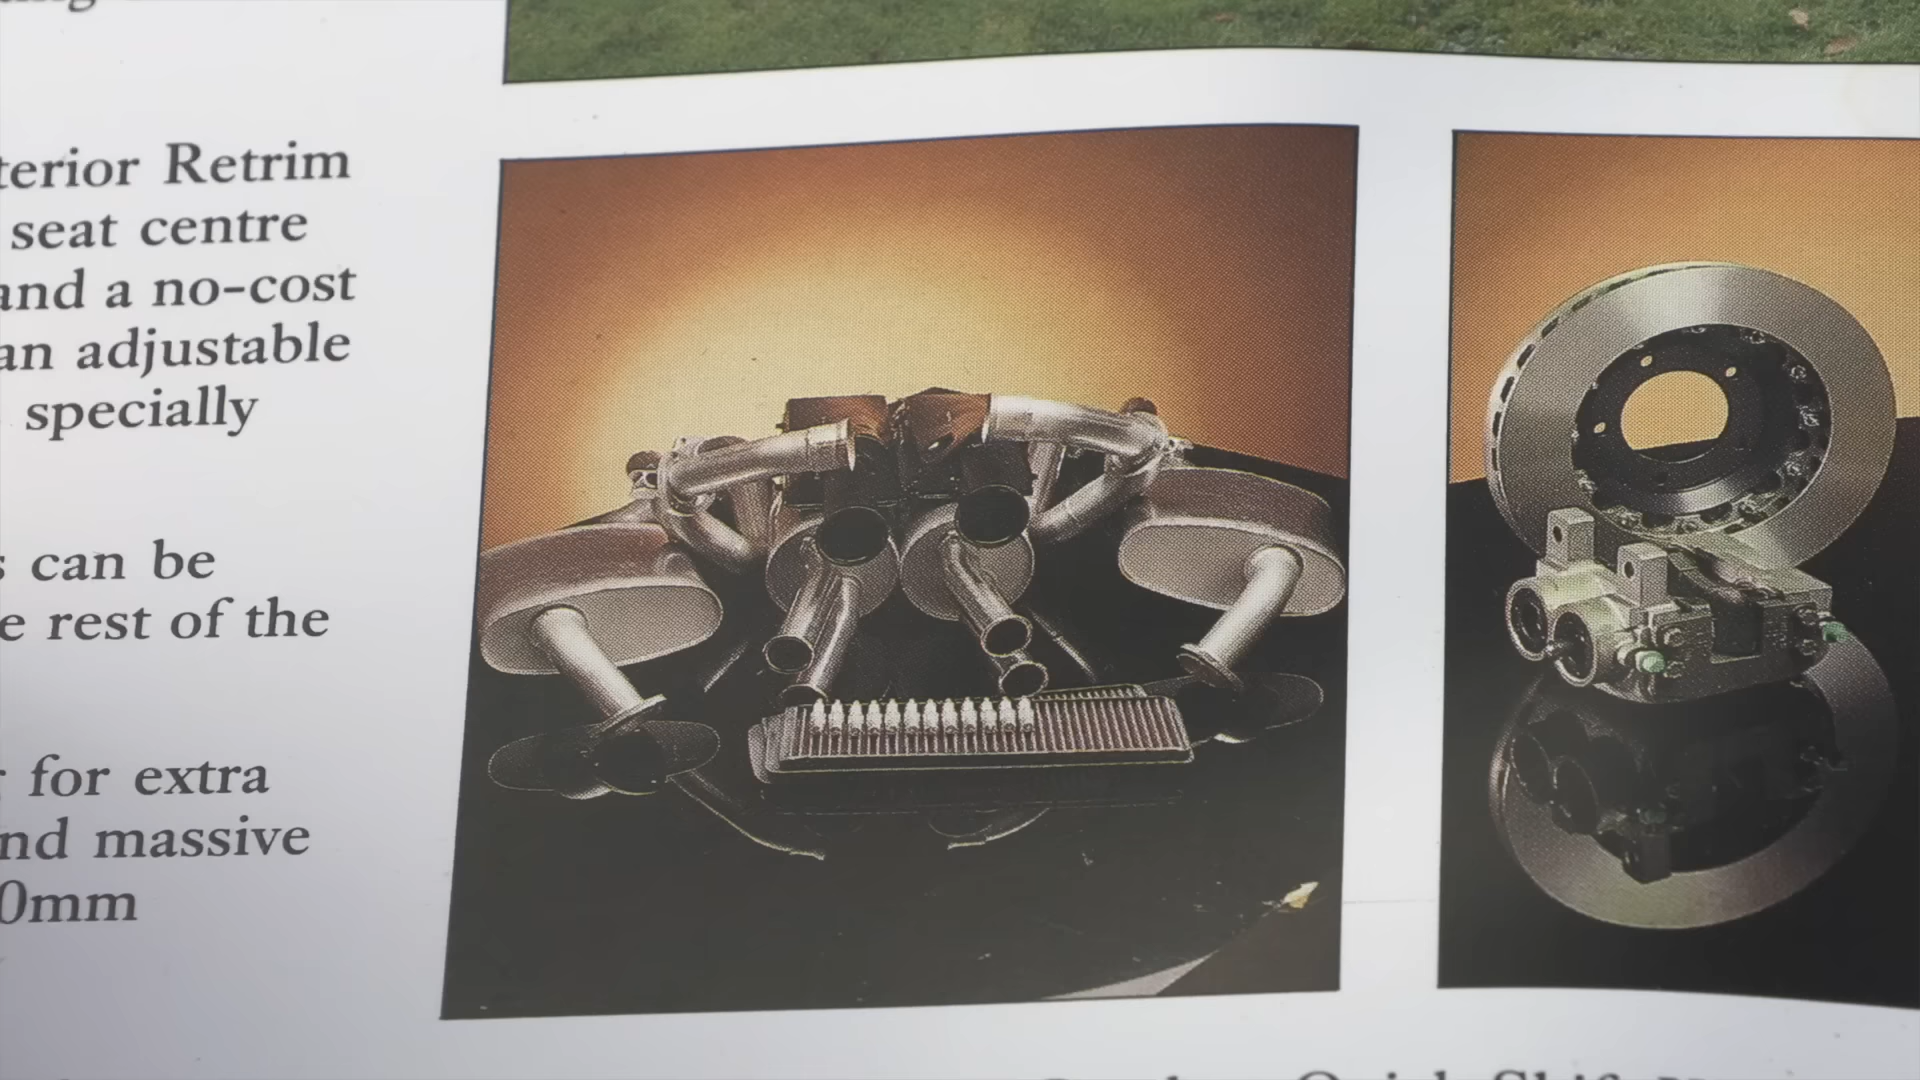 terior Retrim
seat centre
and a no-cost
an adjustable
specially
can be
rest of the
for extra
nd massive
0mm